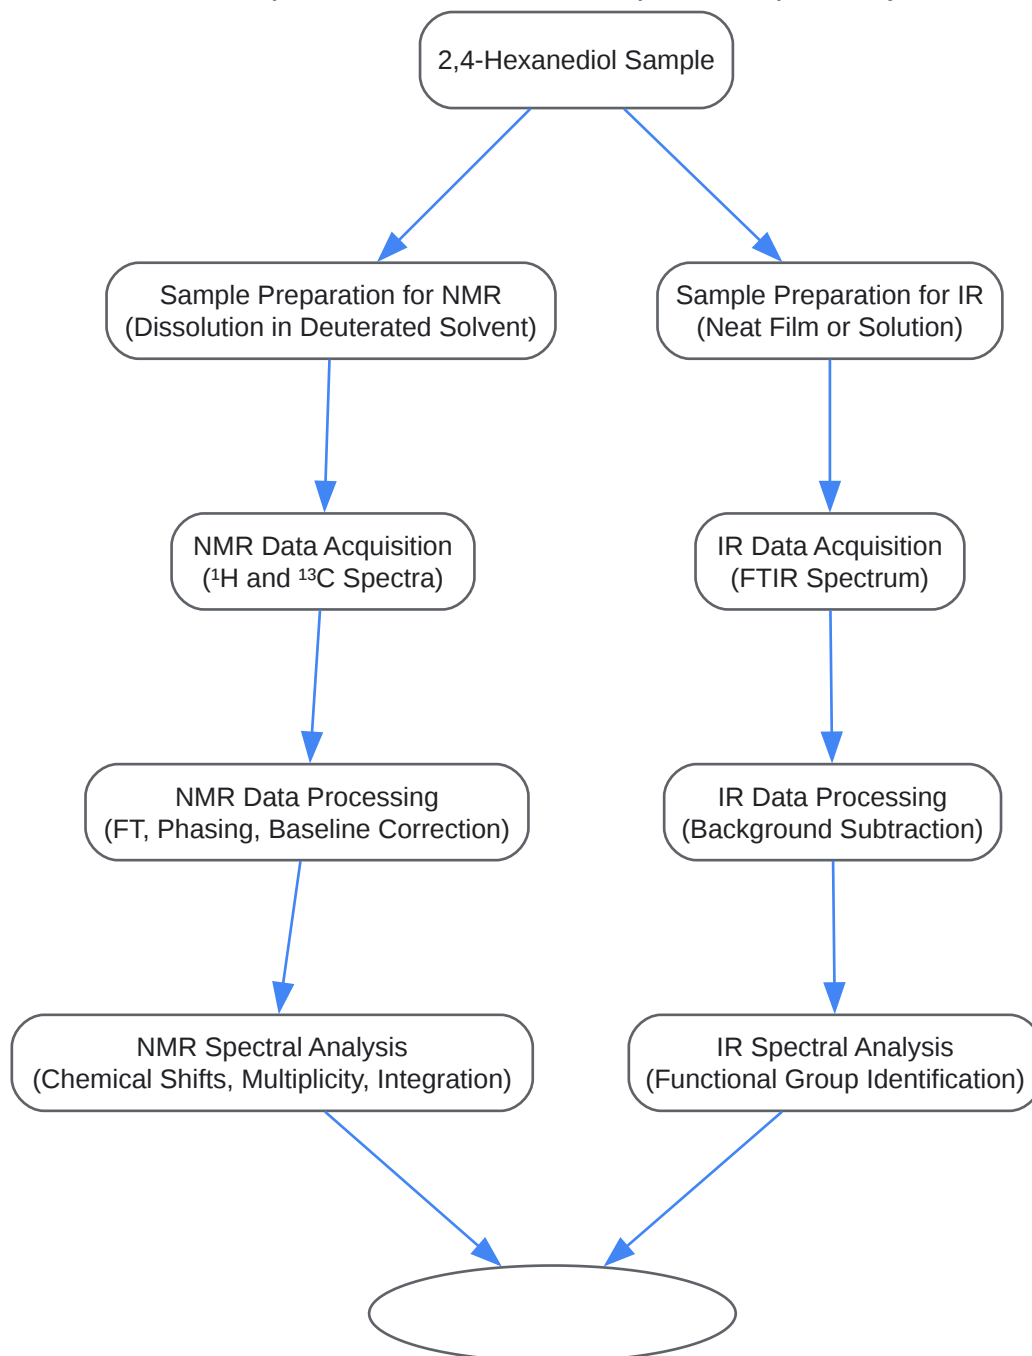 2,4-Hexanediol Sample
Sample Preparation for NMR
(Dissolution in Deuterated Solvent)
Sample Preparation for IR
(Neat Film or Solution)
NMR Data Acquisition
(¹H and ¹³C Spectra)
IR Data Acquisition
(FTIR Spectrum)
NMR Data Processing
(FT, Phasing, Baseline Correction)
IR Data Processing
(Background Subtraction)
NMR Spectral Analysis
(Chemical Shifts, Multiplicity, Integration)
IR Spectral Analysis
(Functional Group Identification)